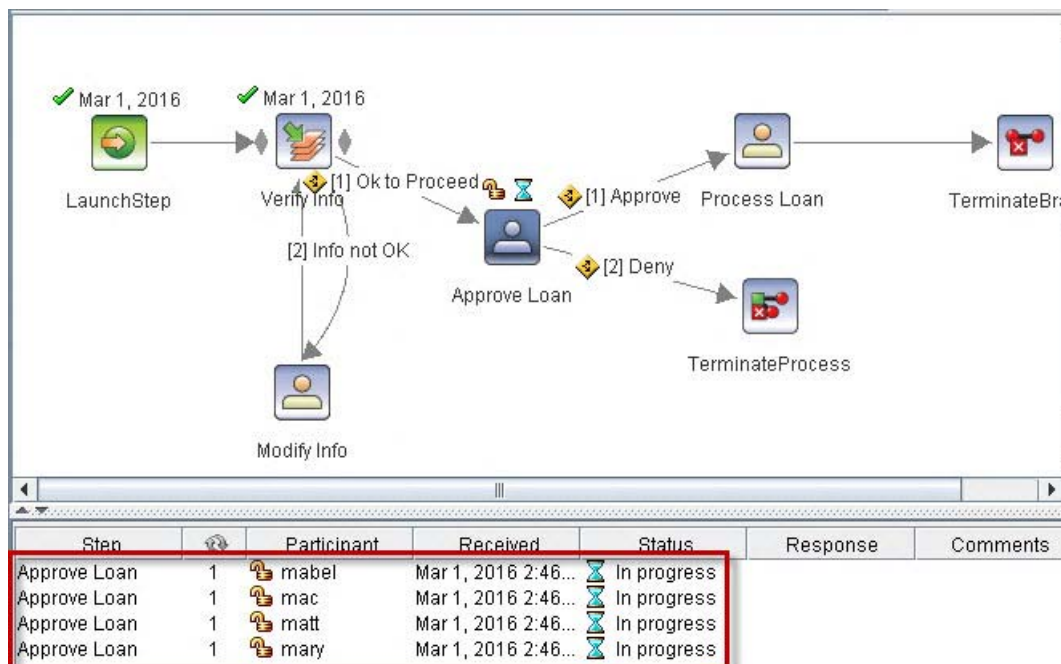 Mar 1, 2016
Mar 1, 2016
LaunchStep
Verify Info
[1] Ok to Proceed
[2] Info not OK
Approve Loan
[1] Approve
Process Loan
TerminateBra
[2] Deny
TerminateProcess
Modify Info
Step Participant Received Status Response Comments
Approve Loan 1 mabel Mar 1, 2016 2:46... In progress
Approve Loan 1 mac Mar 1, 2016 2:46... In progress
Approve Loan 1 matt Mar 1, 2016 2:46... In progress
Approve Loan 1 mary Mar 1, 2016 2:46... In progress